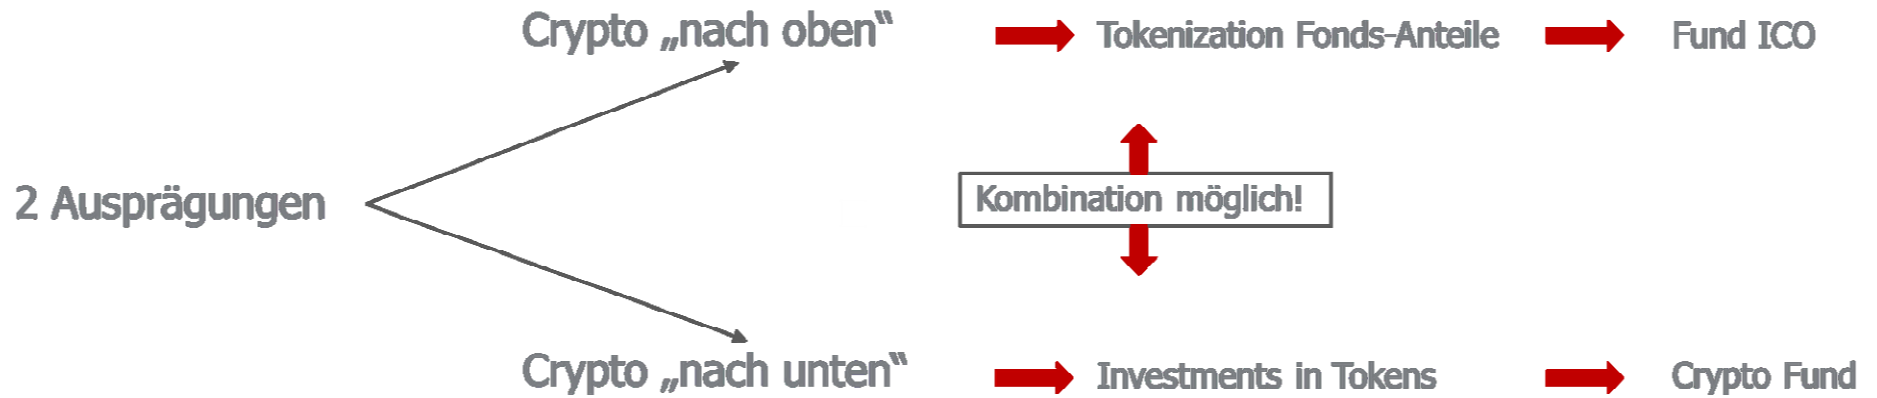 Crypto „nach oben“ Tokenization Fonds-Anteile Fund ICO
2 Ausprägungen Kombination möglich!
Crypto „nach unten“ Investments in Tokens Crypto Fund